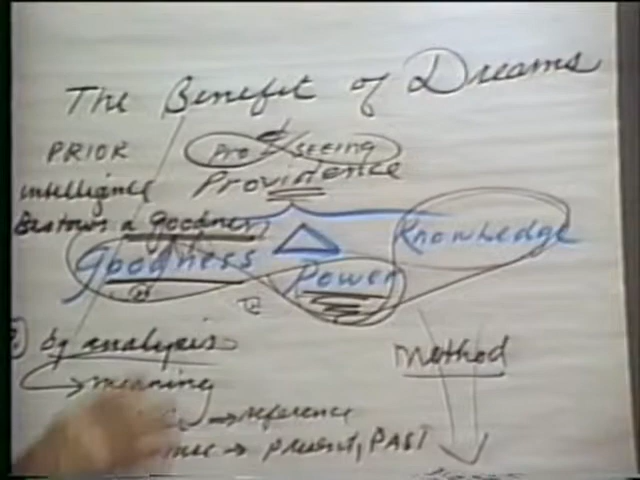 The Benefit of Dreams
PRIOR
intelligence
Bestows a goodness
Pro seeing
Providence
Goodness
Power
Knowledge
by analysis
→ meaning
→ reference
→ present, PAST
Method